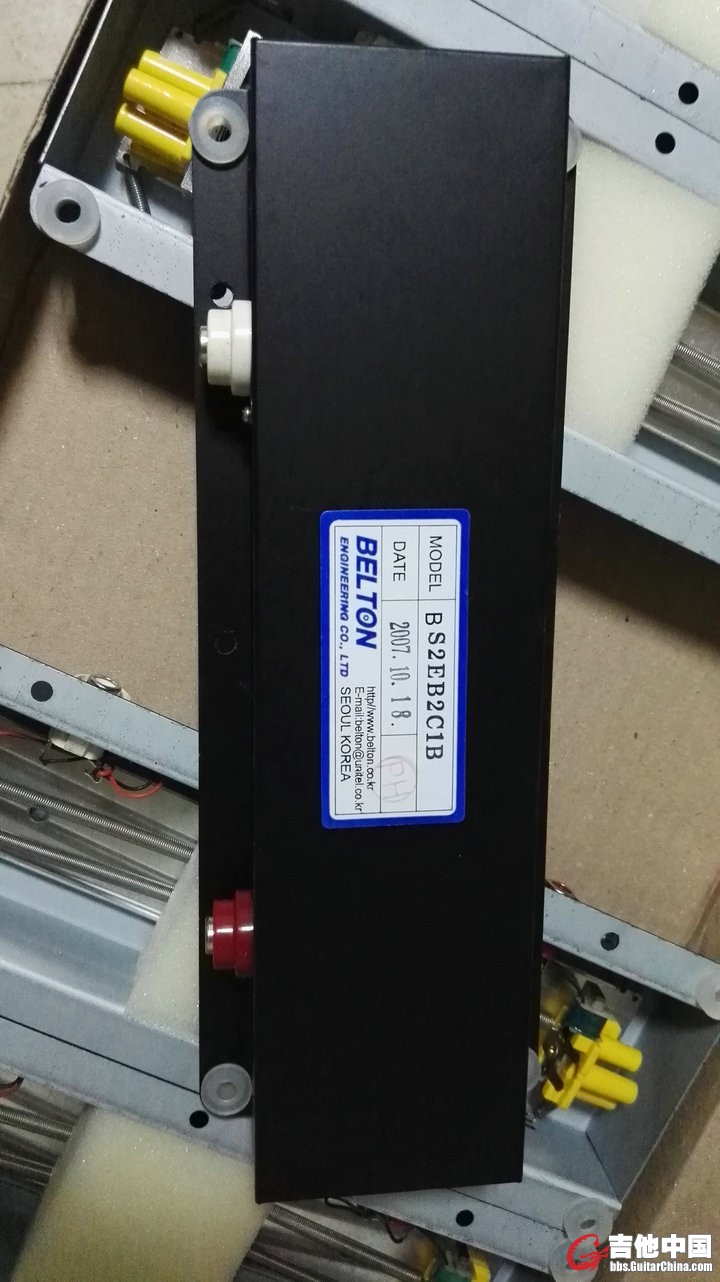 MODEL BS2EB2C1B
DATE 2007.10.18.
PH
BELTON
ENGINEERING CO., LTD
http//www.belton.co.kr
E-mail:belton@unitel.co.kr
SEOUL KOREA
吉他中国
bbs.GuitarChina.com